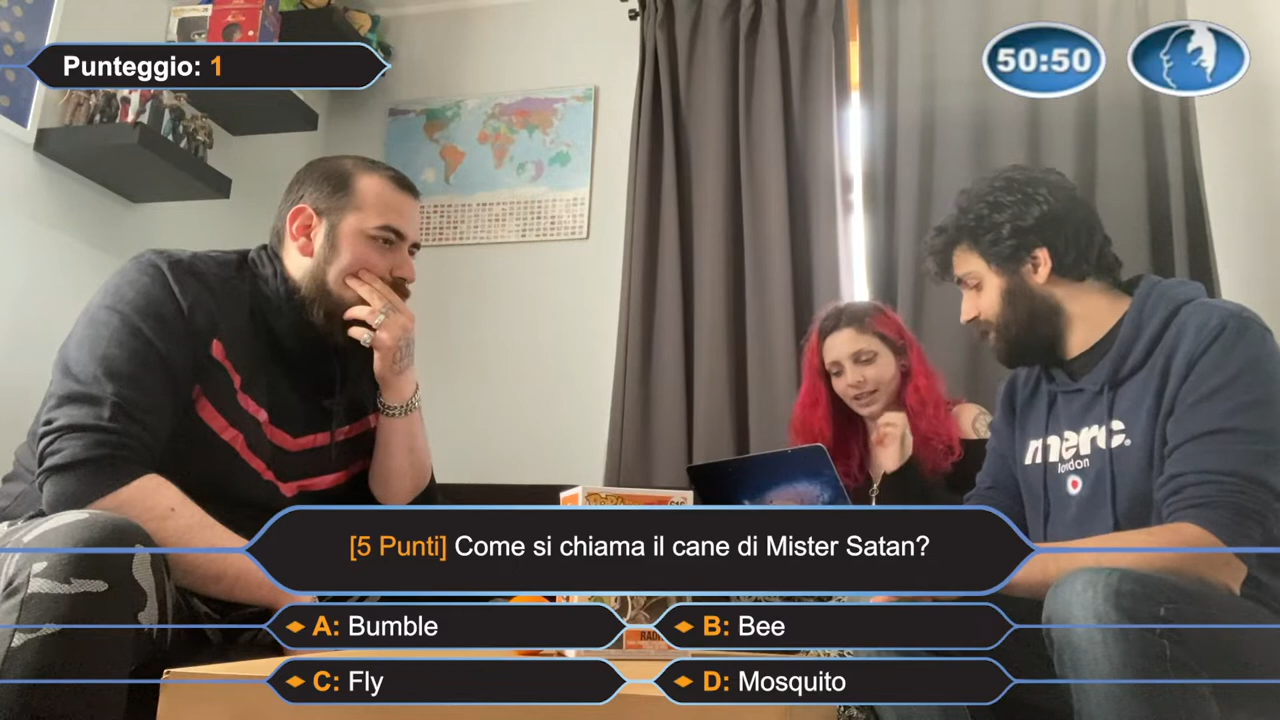 Punteggio: 1
50:50
merc.
london
[5 Punti] Come si chiama il cane di Mister Satan?
A: Bumble
B: Bee
C: Fly
D: Mosquito